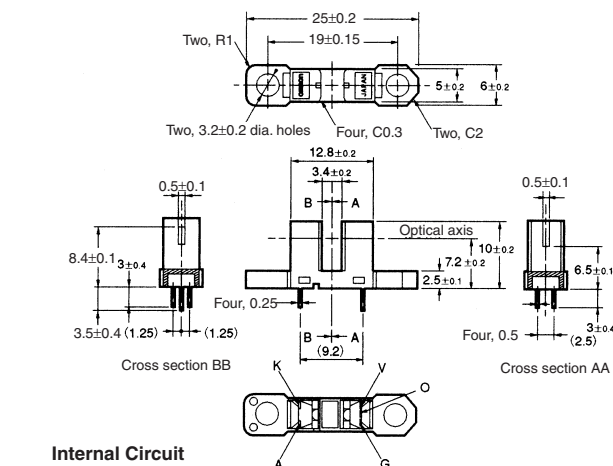 25±0.2
Two, R1
19±0.15
OMRON
JAPAN
5±0.2
6±0.2
Two, 3.2±0.2 dia. holes
Four, C0.3
Two, C2
12.8±0.2
3.4±0.2
0.5±0.1
B A
0.5±0.1
Optical axis
8.4±0.1
3±0.4
7.2±0.2
10±0.2
2.5±0.1
6.5±0.1
Four, 0.25
3.5±0.4 (1.25) (1.25)
B A
(9.2)
Four, 0.5
3±0.4
(2.5)
Cross section BB
Cross section AA
K
V
O
A
G
Internal Circuit